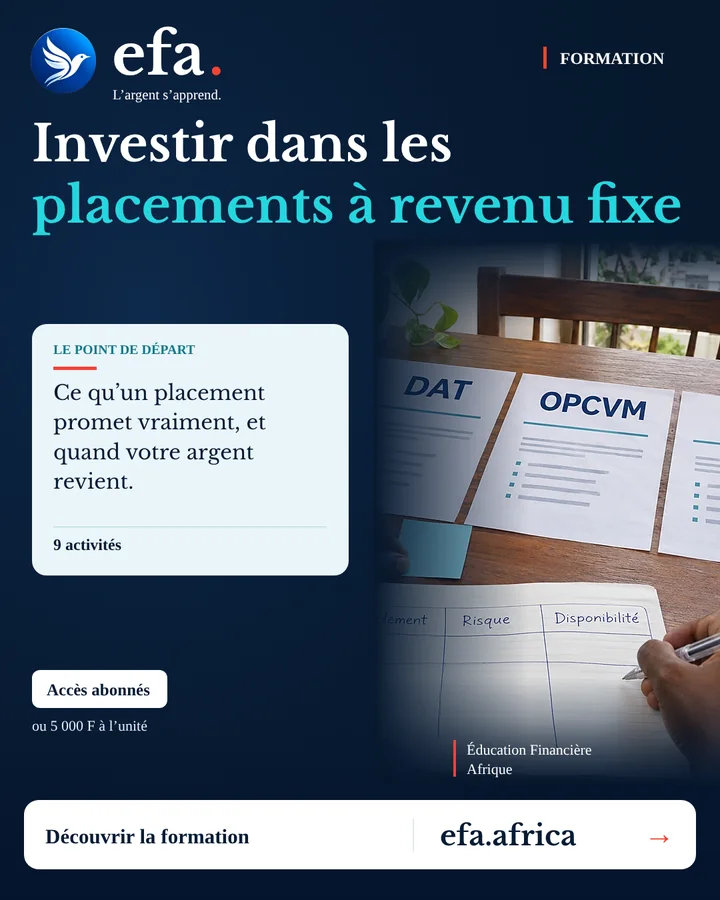 efa.
L’argent s’apprend.
FORMATION
Investir dans les
placements à revenu fixe
LE POINT DE DÉPART
Ce qu’un placement
promet vraiment, et
quand votre argent
revient.
9 activités
DAT
OPCVM
Risque
Disponibilité
Accès abonnés
ou 5 000 F à l’unité
Éducation Financière
Afrique
Découvrir la formation
efa.africa →